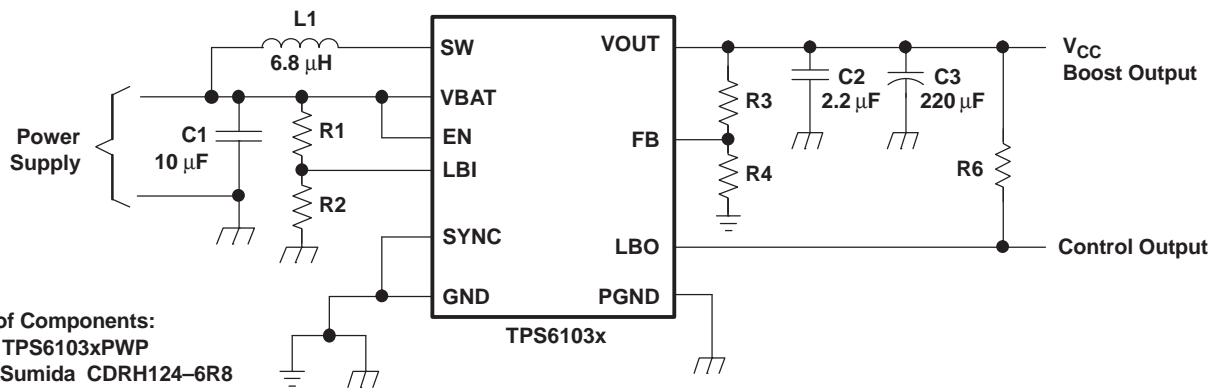 L1
6.8 μH
SW
VOUT
VCC
Boost Output
VBAT
C1
10 μF
R1
EN
FB
R3
C2
2.2 μF
C3
220 μF
Power
Supply
LBI
R2
R4
R6
SYNC
LBO
Control Output
GND
PGND
TPS6103x
of Components:
TPS6103xPWP
Sumida CDRH124–6R8